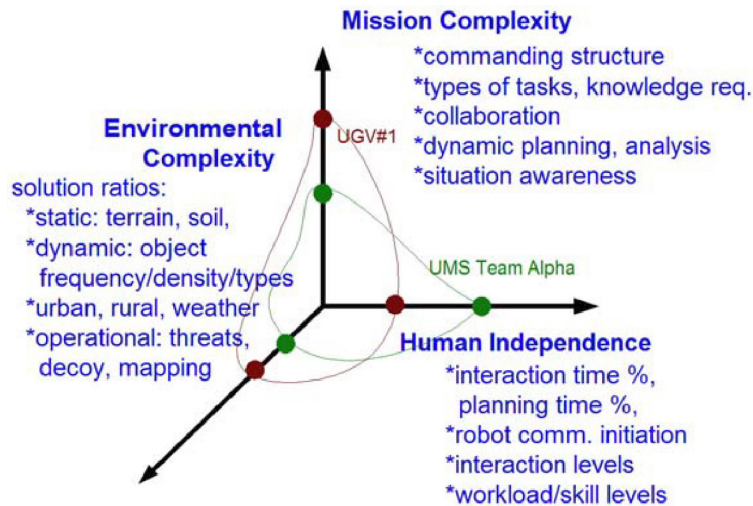 Mission Complexity
*commanding structure
*types of tasks, knowledge req.
*collaboration
*dynamic planning, analysis
*situation awareness
UGV#1
Environmental
Complexity
solution ratios:
*static: terrain, soil,
*dynamic: object
frequency/density/types
*urban, rural, weather
*operational: threats,
decoy, mapping
UMS Team Alpha
Human Independence
*interaction time %,
planning time %,
*robot comm. initiation
*interaction levels
*workload/skill levels